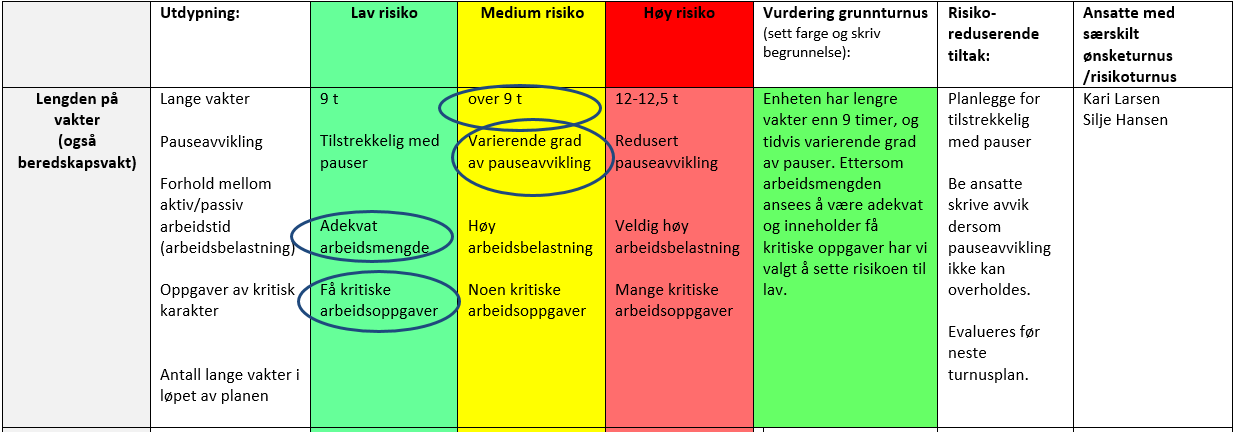 Utdypning:
Lav risiko
Medium risiko
Høy risiko
Vurdering grunnturnus
(sett farge og skriv
begrunnelse):
Risiko-
reduserende
tiltak:
Ansatte med
særskilt
ønsketurnus
/risikoturnus
Lengden på
vakter
(også
beredskapsvakt)
Lange vakter
Pauseavvikling
Forhold mellom
aktiv/passiv
arbeidstid
(arbeidsbelastning)
Oppgaver av kritisk
karakter
Antall lange vakter i
løpet av planen
9 t
Tilstrekkelig med
pauser
Adekvat
arbeidsmengde
Få kritiske
arbeidsoppgaver
over 9 t
Varierende grad
av pauseavvikling
Høy
arbeidsbelastning
Noen kritiske
arbeidsoppgaver
12-12,5 t
Redusert
pauseavvikling
Veldig høy
arbeidsbelastning
Mange kritiske
arbeidsoppgaver
Enheten har lengre
vakter enn 9 timer, og
tidvis varierende grad
av pauser. Ettersom
arbeidsmengden
ansees å være adekvat
og inneholder få
kritiske oppgaver har vi
valgt å sette risikoen til
lav.
Planlegge for
tilstrekkelig
med pauser
Be ansatte
skrive avvik
dersom
pauseavvikling
ikke kan
overholdes.
Evalueres før
neste
turnusplan.
Kari Larsen
Silje Hansen